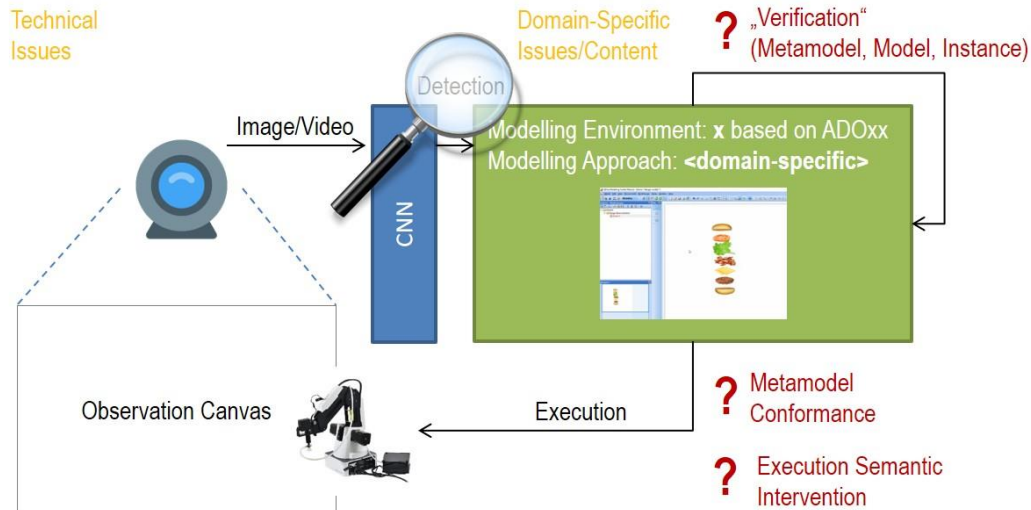 Technical
Issues
Domain-Specific
Issues/Content
? „Verification“
(Metamodel, Model, Instance)
Detection
Image/Video
CNN
Modelling Environment: x based on ADOxx
Modelling Approach: <domain-specific>
Observation Canvas
Execution
? Metamodel
Conformance
? Execution Semantic
Intervention